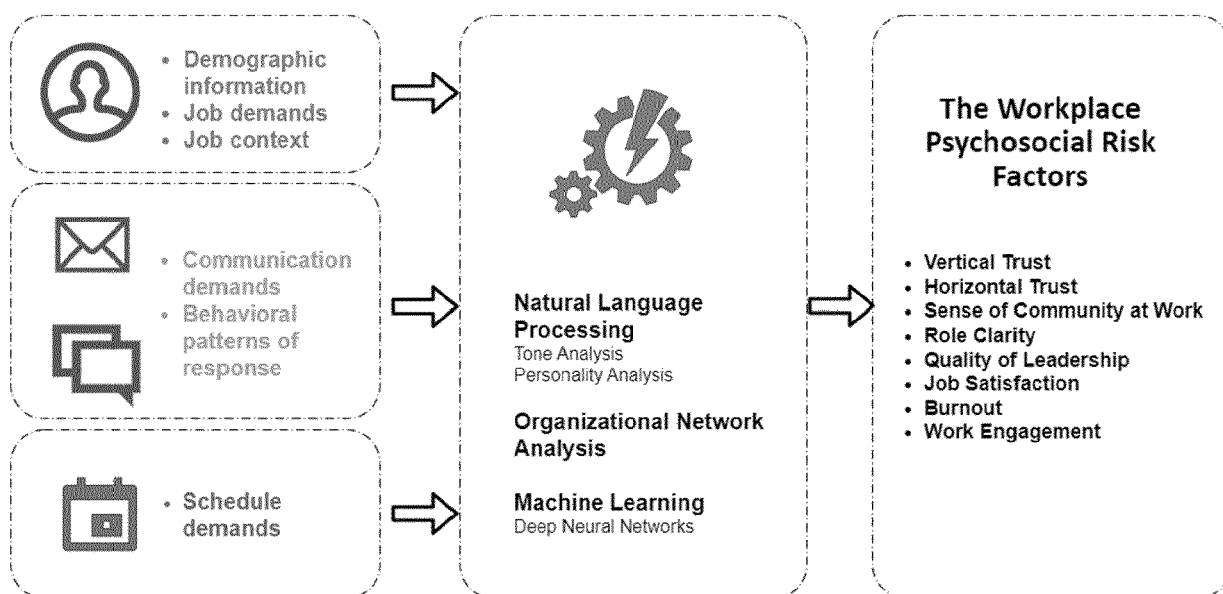 • Demographic
information
• Job demands
• Job context
• Communication
demands
• Behavioral
patterns of
response
• Schedule
demands
Natural Language
Processing
Tone Analysis
Personality Analysis
Organizational Network
Analysis
Machine Learning
Deep Neural Networks
The Workplace
Psychosocial Risk
Factors
• Vertical Trust
• Horizontal Trust
• Sense of Community at Work
• Role Clarity
• Quality of Leadership
• Job Satisfaction
• Burnout
• Work Engagement